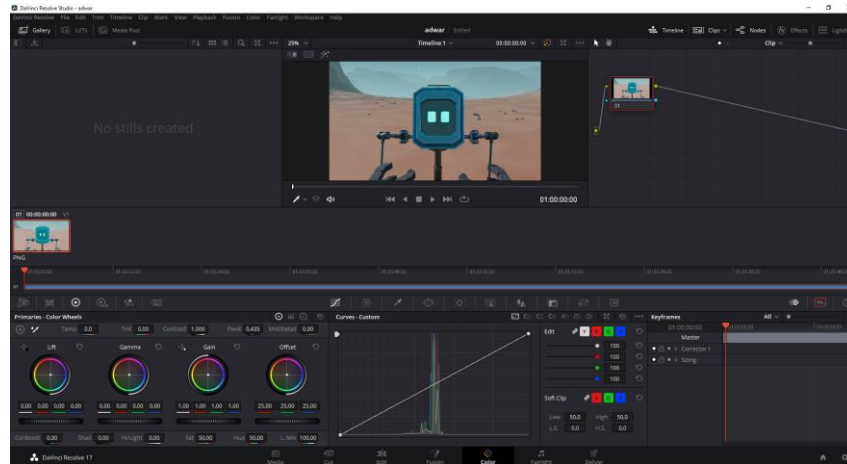 DaVinci Resolve Studio - adwar
DaVinci Resolve File Edit Trim Timeline Clip Mark View Playback Fusion Color Fairlight Workspace Help
Gallery LUTs Media Pool adwar Edited Timeline Clips Nodes Effects
25% Timeline 1 00:00:00:00 Clip
01
No stills created
01:00:00:00
01 00:00:00:00 V1
PNG
V1
Primaries - Color Wheels Curves - Custom Keyframes All
Temp 0.0 Tint 0.00 Contrast 1.000 Pivot 0.435 Mid/Detail 0.00 Edit Y 01:00:00:00
Master
Lift Gamma Gain Offset 100 Corrector 1
100 Sizing
100
100
Soft Clip
0.00 0.00 0.00 0.00 0.00 0.00 0.00 0.00 1.00 1.00 1.00 1.00 25.00 25.00 25.00
Low 50.0 High 50.0
L.S. 0.0 H.S. 0.0
Col Boost 0.00 Shad 0.00 Hi/Light 0.00 Sat 50.00 Hue 50.00 L. Mix 100.00
DaVinci Resolve 17 Media Cut Edit Fusion Color Fairlight Deliver